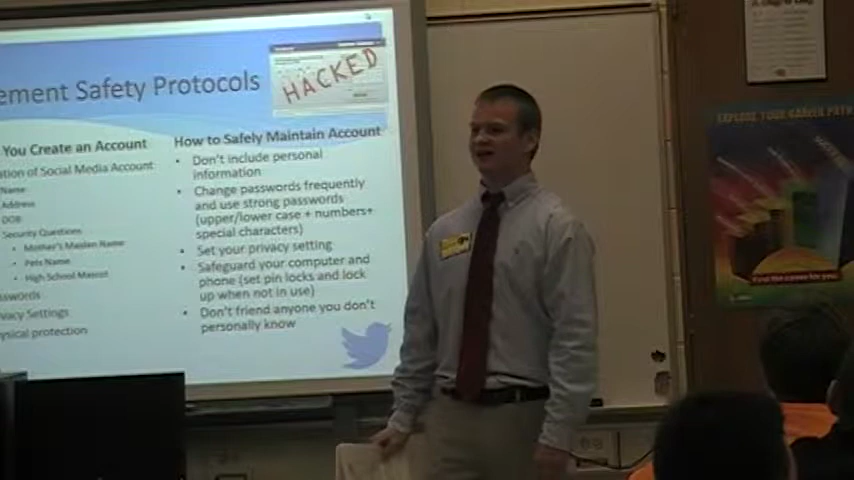 ement Safety Protocols
HACKED
You Create an Account
ation of Social Media Account
Name
Address
DOB
Security Questions
• Mother's Maiden Name
• Pets Name
• High School Mascot
sswords
vacy Settings
ysical protection
How to Safely Maintain Account
• Don't include personal
information
• Change passwords frequently
and use strong passwords
(upper/lower case + numbers+
special characters)
• Set your privacy setting
• Safeguard your computer and
phone (set pin locks and lock
up when not in use)
• Don't friend anyone you don't
personally know
EXPLORE YOUR CAREER PATH
Find the career for you.